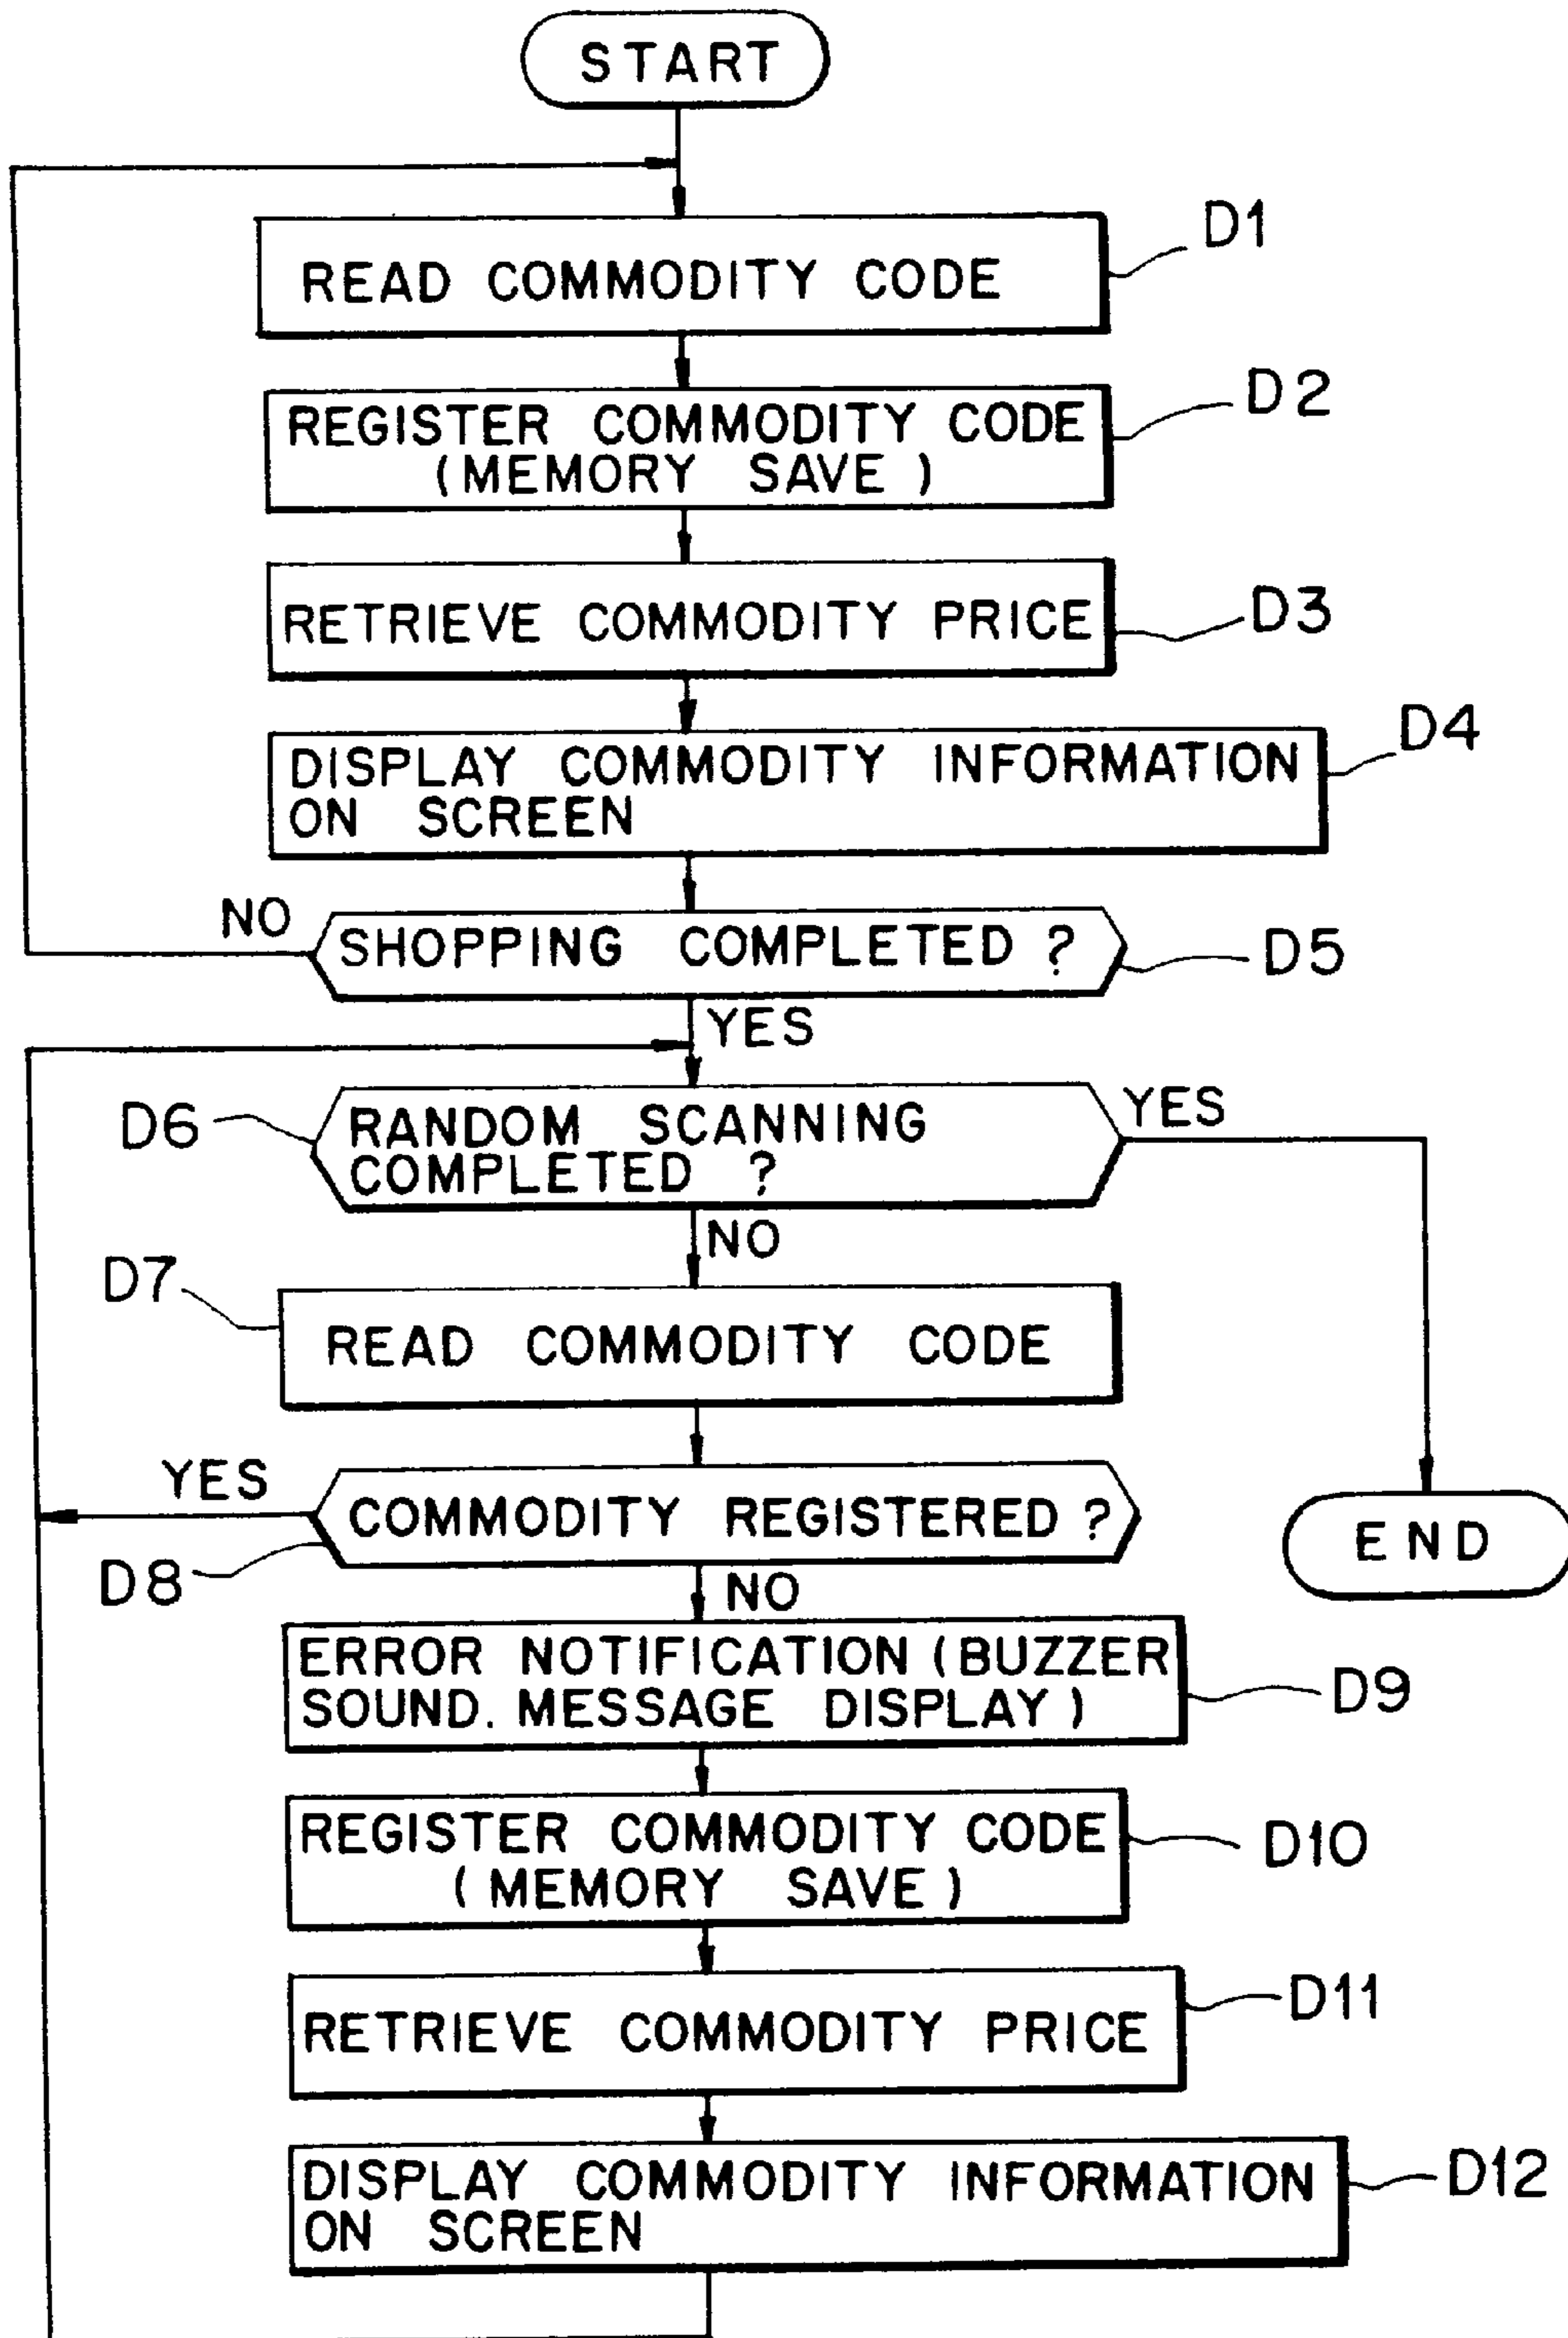 START
D1
READ COMMODITY CODE
D2
REGISTER COMMODITY CODE
(MEMORY SAVE)
RETRIEVE COMMODITY PRICE
D3
D4
DISPLAY COMMODITY INFORMATION
ON SCREEN
NO
SHOPPING COMPLETED ?
D5
YES
D6
RANDOM SCANNING
COMPLETED ?
YES
NO
D7
READ COMMODITY CODE
YES
COMMODITY REGISTERED ?
END
D8
NO
ERROR NOTIFICATION (BUZZER
SOUND. MESSAGE DISPLAY)
D9
REGISTER COMMODITY CODE
(MEMORY SAVE)
D10
D11
RETRIEVE COMMODITY PRICE
D12
DISPLAY COMMODITY INFORMATION
ON SCREEN